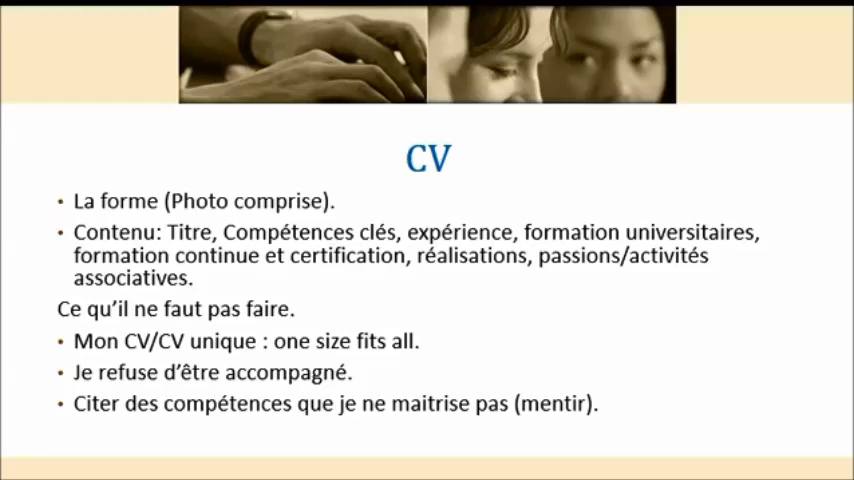 CV
• La forme (Photo comprise).
• Contenu: Titre, Compétences clés, expérience, formation universitaires,
formation continue et certification, réalisations, passions/activités
associatives.
Ce qu’il ne faut pas faire.
• Mon CV/CV unique : one size fits all.
• Je refuse d’être accompagné.
• Citer des compétences que je ne maitrise pas (mentir).